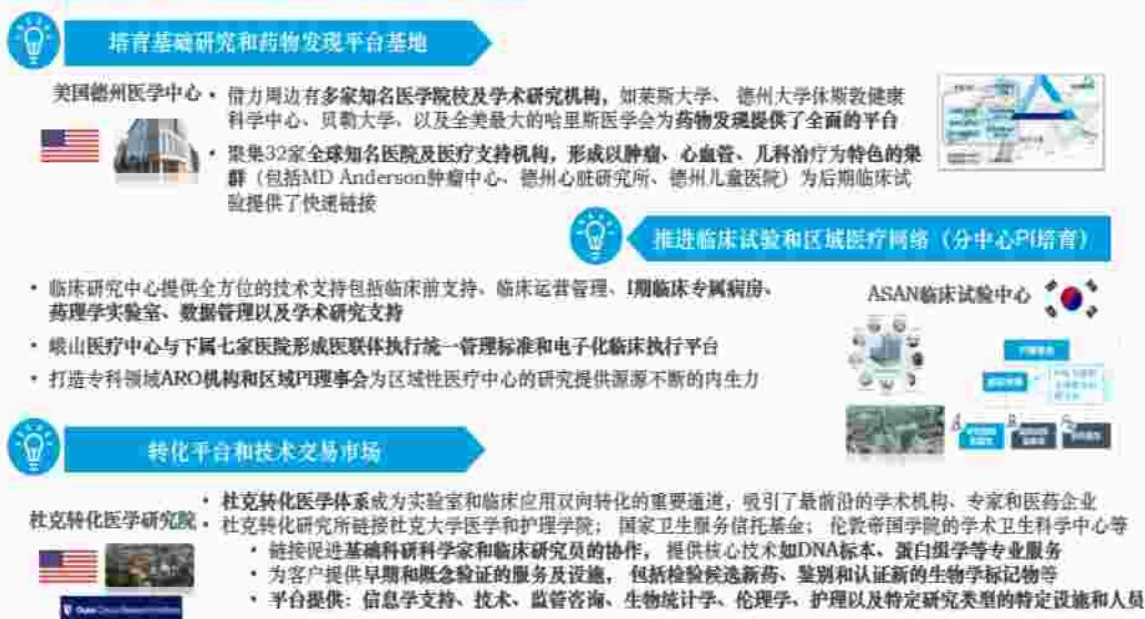 培育基础研究和药物发现平台基地
美国德州医学中心
• 借力周边有多家知名医学院校及学术研究机构，如莱斯大学、德州大学休斯敦健康
科学中心、贝勒大学、以及全美最大的哈里斯医学会为药物发现提供了全面的平台
• 聚集32家全球知名医院及医疗支持机构，形成以肿瘤、心血管、儿科治疗为特色的集
群（包括MD Anderson肿瘤中心、德州心脏研究所、德州儿童医院）为后期临床试
验提供了快速链接
推进临床试验和区域医疗网络（分中心PI培育）
• 临床研究中心提供全方位的技术支持包括临床前支持、临床运营管理、I期临床专属病房、
药理学实验室、数据管理以及学术研究支持
• 峨山医疗中心与下属七家医院形成医联体执行统一管理标准和电子化临床执行平台
• 打造专科领域ARO机构和区域PI理事会为区域性医疗中心的研究提供源源不断的内生力
ASAN临床试验中心
转化平台和技术交易市场
杜克转化医学研究院
• 杜克转化医学体系成为实验室和临床应用双向转化的重要通道，吸引了最前沿的学术机构、专家和医药企业
• 杜克转化研究所链接杜克大学医学和护理学院； 国家卫生服务信托基金； 伦敦帝国学院的学术卫生科学中心等
• 链接促进基础科研科学家和临床研究员的协作， 提供核心技术如DNA标本、蛋白组学等专业服务
• 为客户提供早期和概念验证的服务及设施， 包括检验候选新药、鉴别和认证新的生物学标记物等
• 平台提供：信息学支持、技术、监管咨询、生物统计学、伦理学、护理以及特定研究类型的特定设施和人员